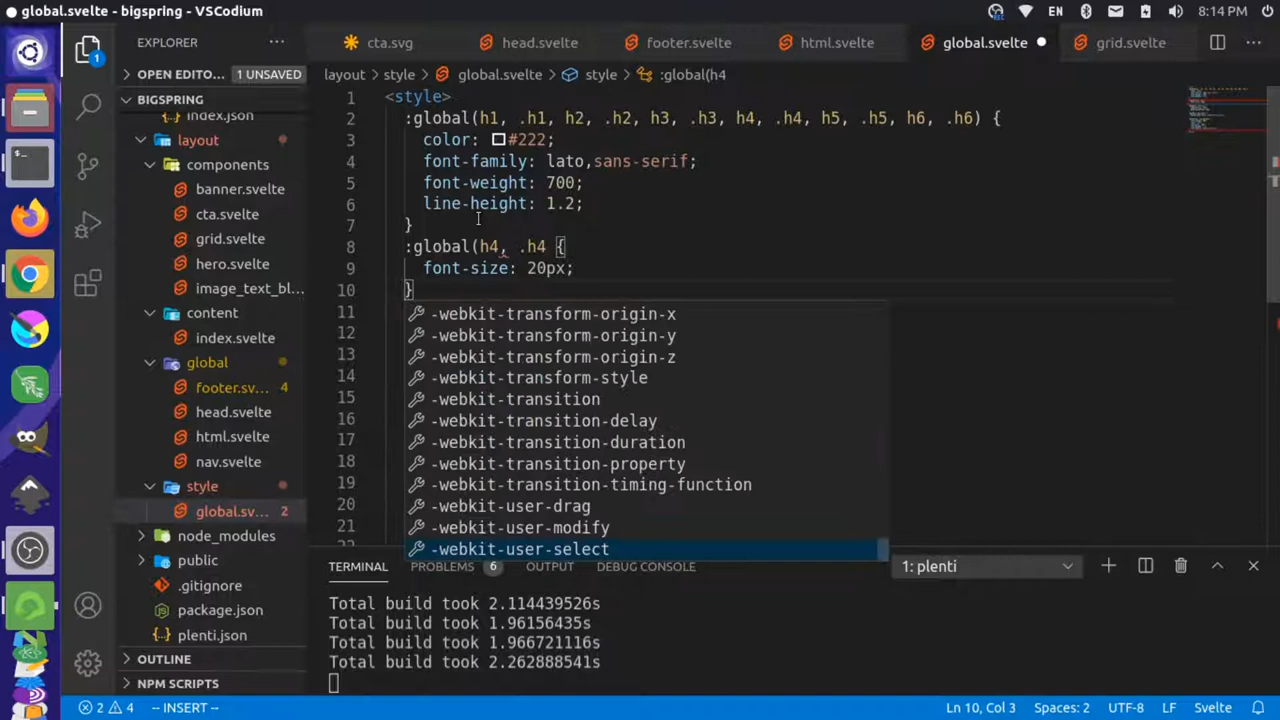 global.svelte - bigspring - VSCodium
EN
8:14 PM
EXPLORER
cta.svg
head.svelte
footer.svelte
html.svelte
global.svelte
grid.svelte
OPEN EDITO...
1 UNSAVED
layout > style > global.svelte > style > :global(h4
BIGSPRING
index.json
layout
components
banner.svelte
cta.svelte
grid.svelte
hero.svelte
image_text_bl...
content
index.svelte
global
footer.sv... 4
head.svelte
html.svelte
nav.svelte
style
global.sv... 2
node_modules
public
.gitignore
package.json
plenti.json
OUTLINE
NPM SCRIPTS
1 <style>
2 :global(h1, .h1, h2, .h2, h3, .h3, h4, .h4, h5, .h5, h6, .h6) {
3 color: #222;
4 font-family: lato,sans-serif;
5 font-weight: 700;
6 line-height: 1.2;
7 }
8 :global(h4, .h4 {
9 font-size: 20px;
10 }
11
12
13
14
15
16
17
18
19
20
21
-webkit-transform-origin-x
-webkit-transform-origin-y
-webkit-transform-origin-z
-webkit-transform-style
-webkit-transition
-webkit-transition-delay
-webkit-transition-duration
-webkit-transition-property
-webkit-transition-timing-function
-webkit-user-drag
-webkit-user-modify
-webkit-user-select
TERMINAL
PROBLEMS 6
OUTPUT
DEBUG CONSOLE
1: plenti
Total build took 2.114439526s
Total build took 1.96156435s
Total build took 1.966721116s
Total build took 2.262888541s
2 4
-- INSERT --
Ln 10, Col 3
Spaces: 2
UTF-8
LF
Svelte